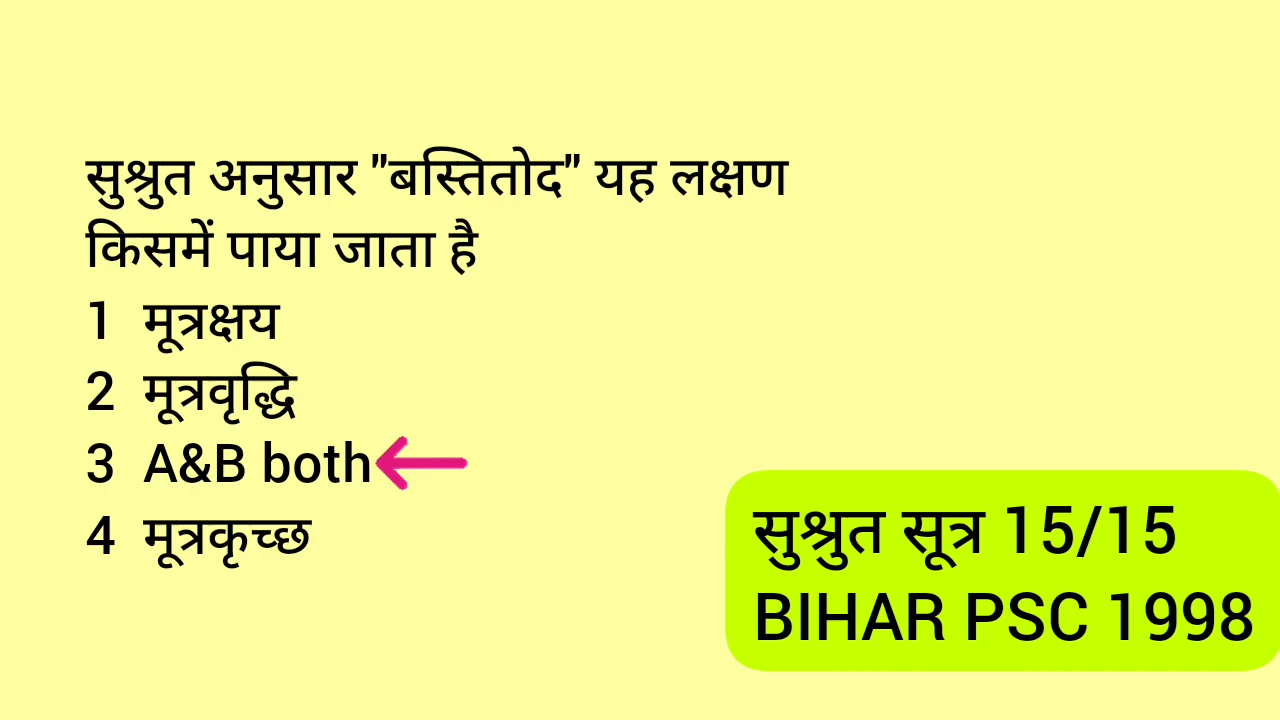 सुश्रुत अनुसार "बस्तितोद" यह लक्षण
किसमें पाया जाता है
1 मूत्रक्षय
2 मूत्रवृद्धि
3 A&B both
4 मूत्रकृच्छ
सुश्रुत सूत्र 15/15
BIHAR PSC 1998